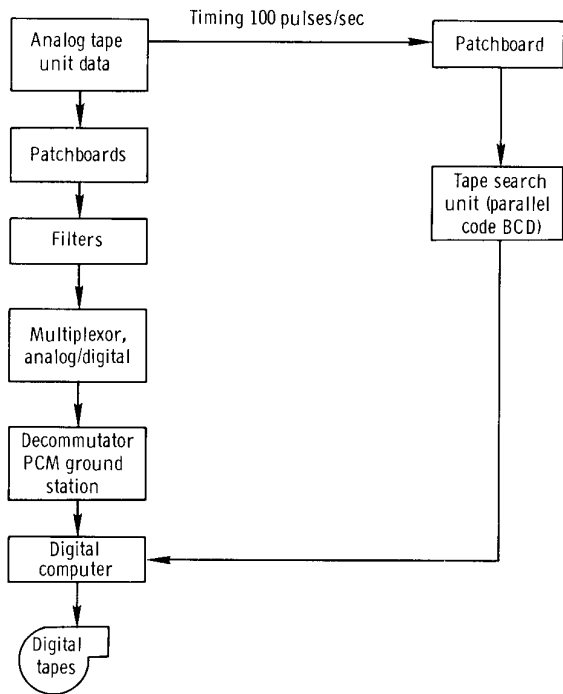 Timing 100 pulses/sec
Analog tape
unit data
Patchboard
Patchboards
Tape search
unit (parallel
code BCD)
Filters
Multiplexor,
analog/digital
Decommutator
PCM ground
station
Digital
computer
Digital
tapes